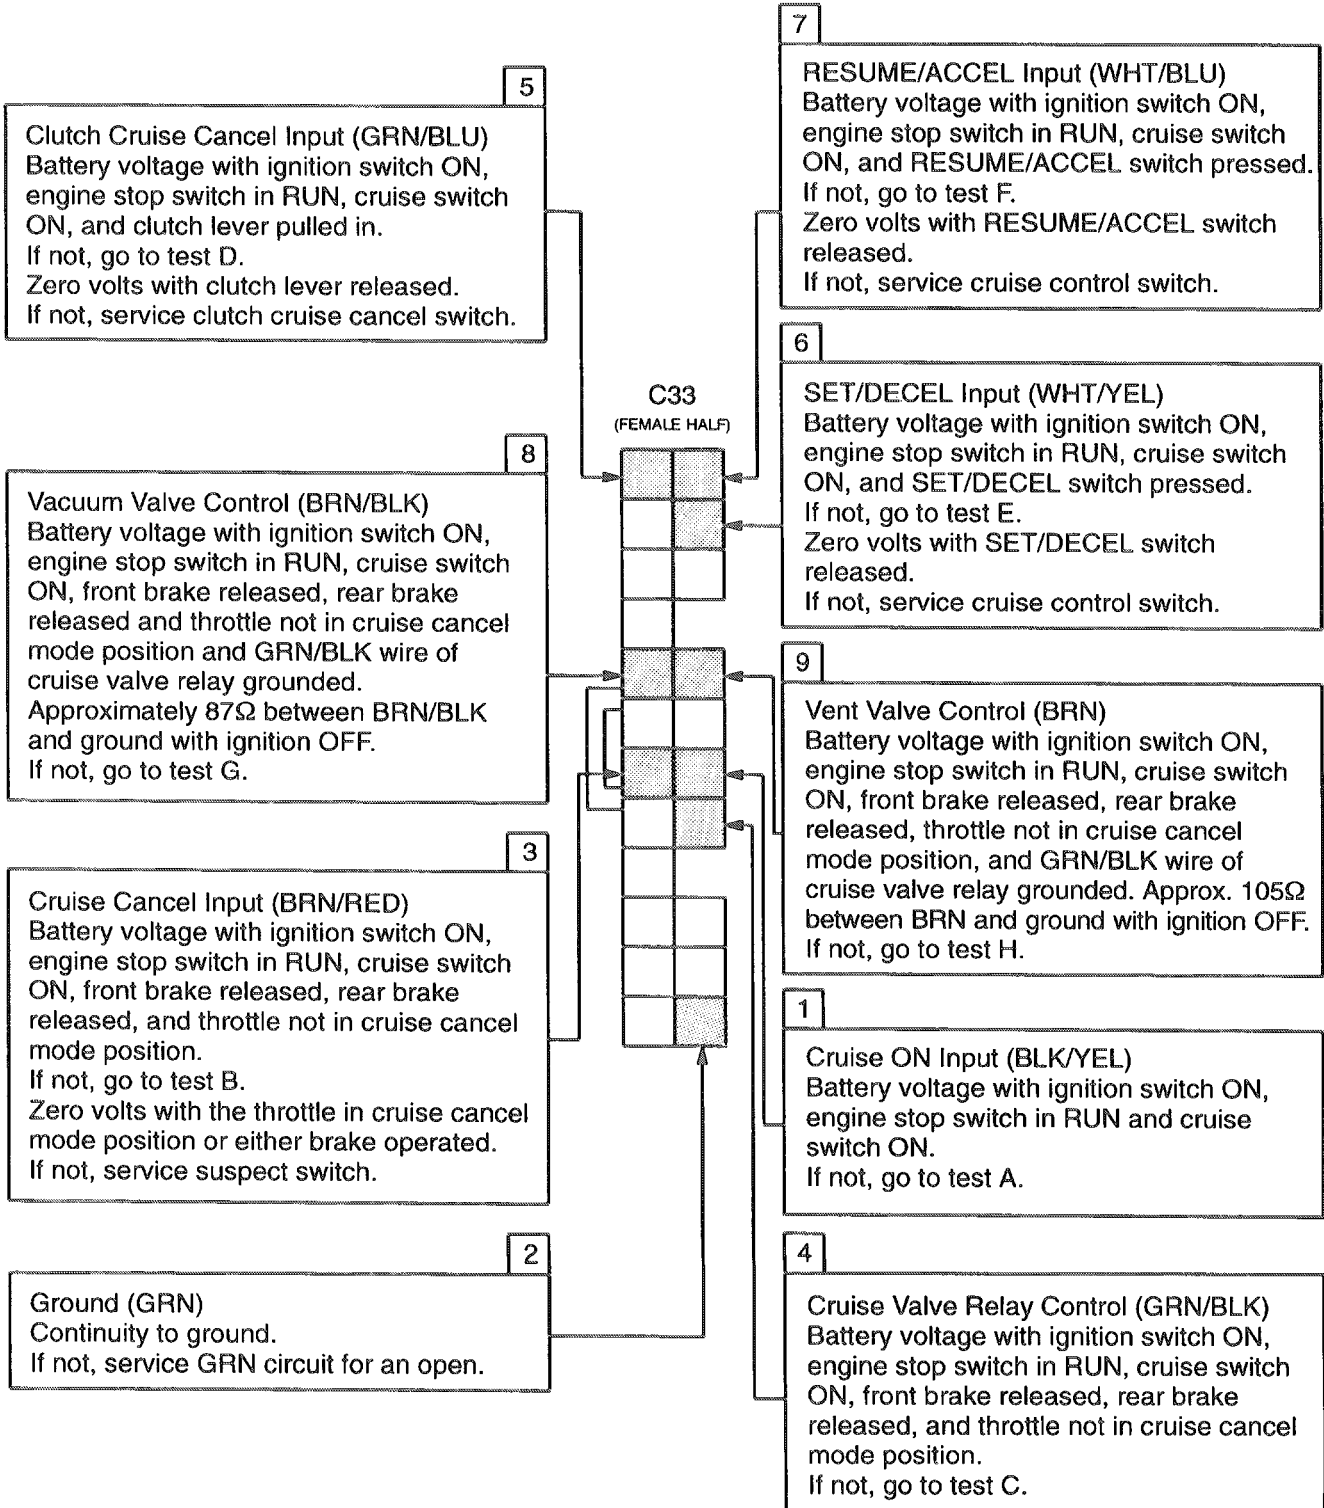 5
Clutch Cruise Cancel Input (GRN/BLU)
Battery voltage with ignition switch ON,
engine stop switch in RUN, cruise switch
ON, and clutch lever pulled in.
If not, go to test D.
Zero volts with clutch lever released.
If not, service clutch cruise cancel switch.
8
Vacuum Valve Control (BRN/BLK)
Battery voltage with ignition switch ON,
engine stop switch in RUN, cruise switch
ON, front brake released, rear brake
released and throttle not in cruise cancel
mode position and GRN/BLK wire of
cruise valve relay grounded.
Approximately 87Ω between BRN/BLK
and ground with ignition OFF.
If not, go to test G.
3
Cruise Cancel Input (BRN/RED)
Battery voltage with ignition switch ON,
engine stop switch in RUN, cruise switch
ON, front brake released, rear brake
released, and throttle not in cruise cancel
mode position.
If not, go to test B.
Zero volts with the throttle in cruise cancel
mode position or either brake operated.
If not, service suspect switch.
2
Ground (GRN)
Continuity to ground.
If not, service GRN circuit for an open.
C33
(FEMALE HALF)
7
RESUME/ACCEL Input (WHT/BLU)
Battery voltage with ignition switch ON,
engine stop switch in RUN, cruise switch
ON, and RESUME/ACCEL switch pressed.
If not, go to test F.
Zero volts with RESUME/ACCEL switch
released.
If not, service cruise control switch.
6
SET/DECEL Input (WHT/YEL)
Battery voltage with ignition switch ON,
engine stop switch in RUN, cruise switch
ON, and SET/DECEL switch pressed.
If not, go to test E.
Zero volts with SET/DECEL switch
released.
If not, service cruise control switch.
9
Vent Valve Control (BRN)
Battery voltage with ignition switch ON,
engine stop switch in RUN, cruise switch
ON, front brake released, rear brake
released, throttle not in cruise cancel
mode position, and GRN/BLK wire of
cruise valve relay grounded. Approx. 105Ω
between BRN and ground with ignition OFF.
If not, go to test H.
1
Cruise ON Input (BLK/YEL)
Battery voltage with ignition switch ON,
engine stop switch in RUN and cruise
switch ON.
If not, go to test A.
4
Cruise Valve Relay Control (GRN/BLK)
Battery voltage with ignition switch ON,
engine stop switch in RUN, cruise switch
ON, front brake released, rear brake
released, and throttle not in cruise cancel
mode position.
If not, go to test C.